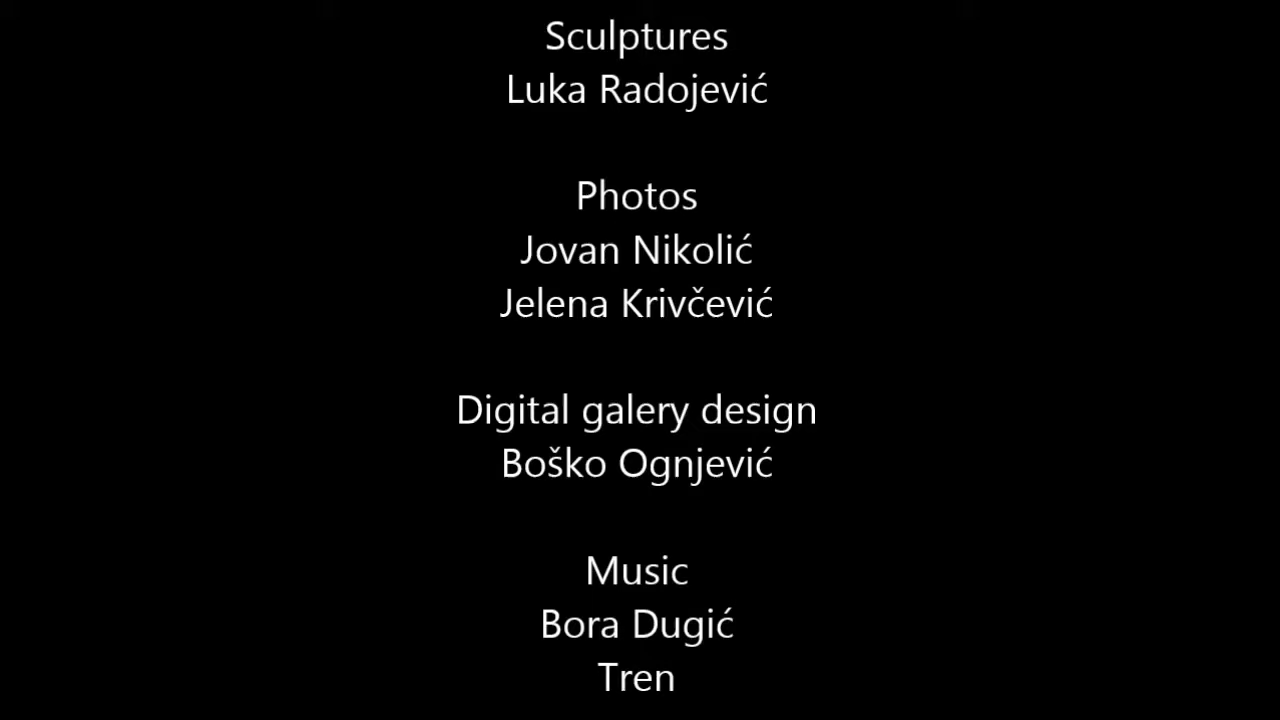 Sculptures
Luka Radojević
Photos
Jovan Nikolić
Jelena Krivčević
Digital galery design
Boško Ognjević
Music
Bora Dugić
Tren